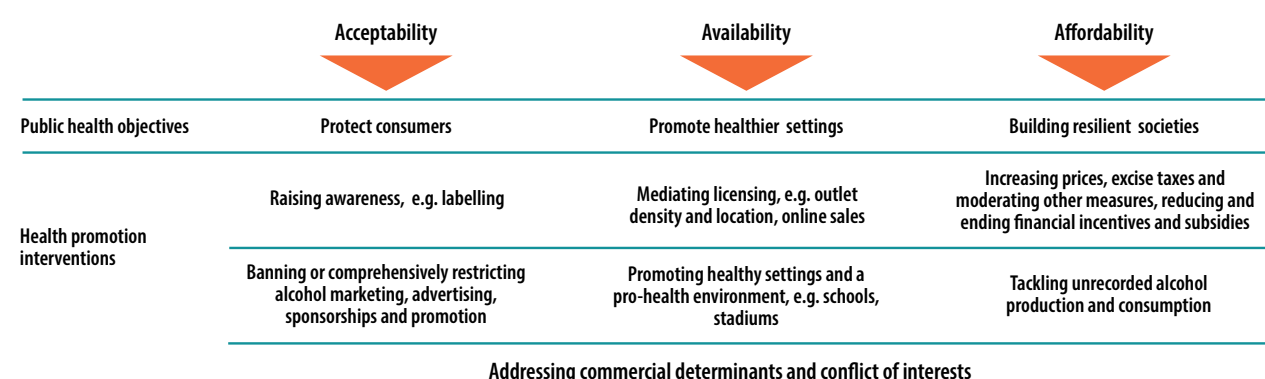 Acceptability
Availability
Affordability
Public health objectives
Protect consumers
Promote healthier settings
Building resilient societies
Health promotion
interventions
Raising awareness, e.g. labelling
Mediating licensing, e.g. outlet
density and location, online sales
Increasing prices, excise taxes and
moderating other measures, reducing and
ending financial incentives and subsidies
Banning or comprehensively restricting
alcohol marketing, advertising,
sponsorships and promotion
Promoting healthy settings and a
pro-health environment, e.g. schools,
stadiums
Tackling unrecorded alcohol
production and consumption
Addressing commercial determinants and conflict of interests